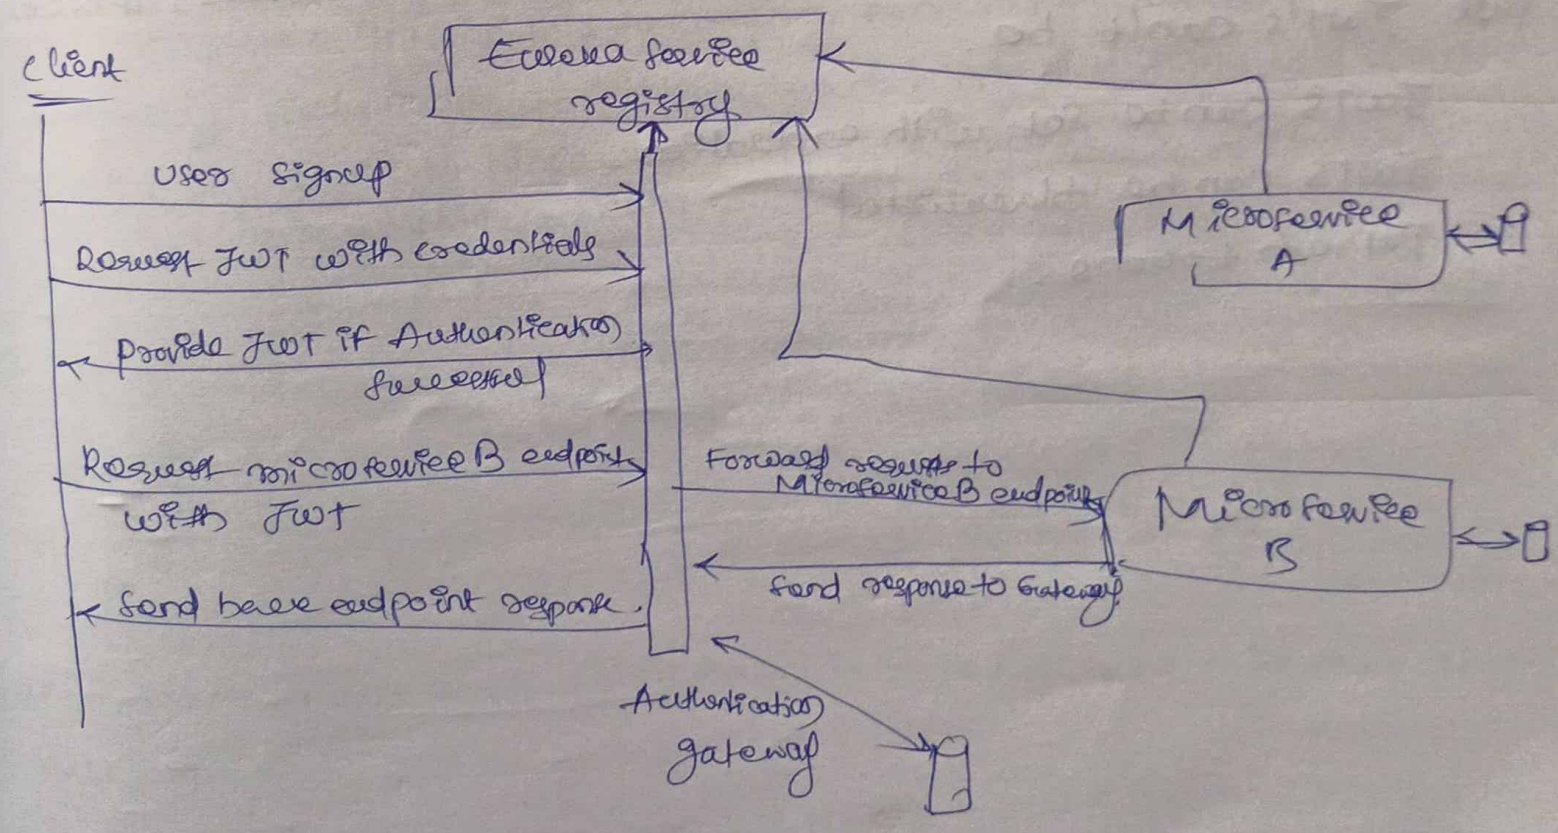 Client
Eureka Service
registry
User Signup
Microservice
A
Request JWT with credentials
Provide JWT if Authentication
Successful
Request microservice B endpoint
with JWT
Forward requests to
Microservice B endpoint
Microservice
B
Send response to Gateway
Send back endpoint response.
Authentication
gateway